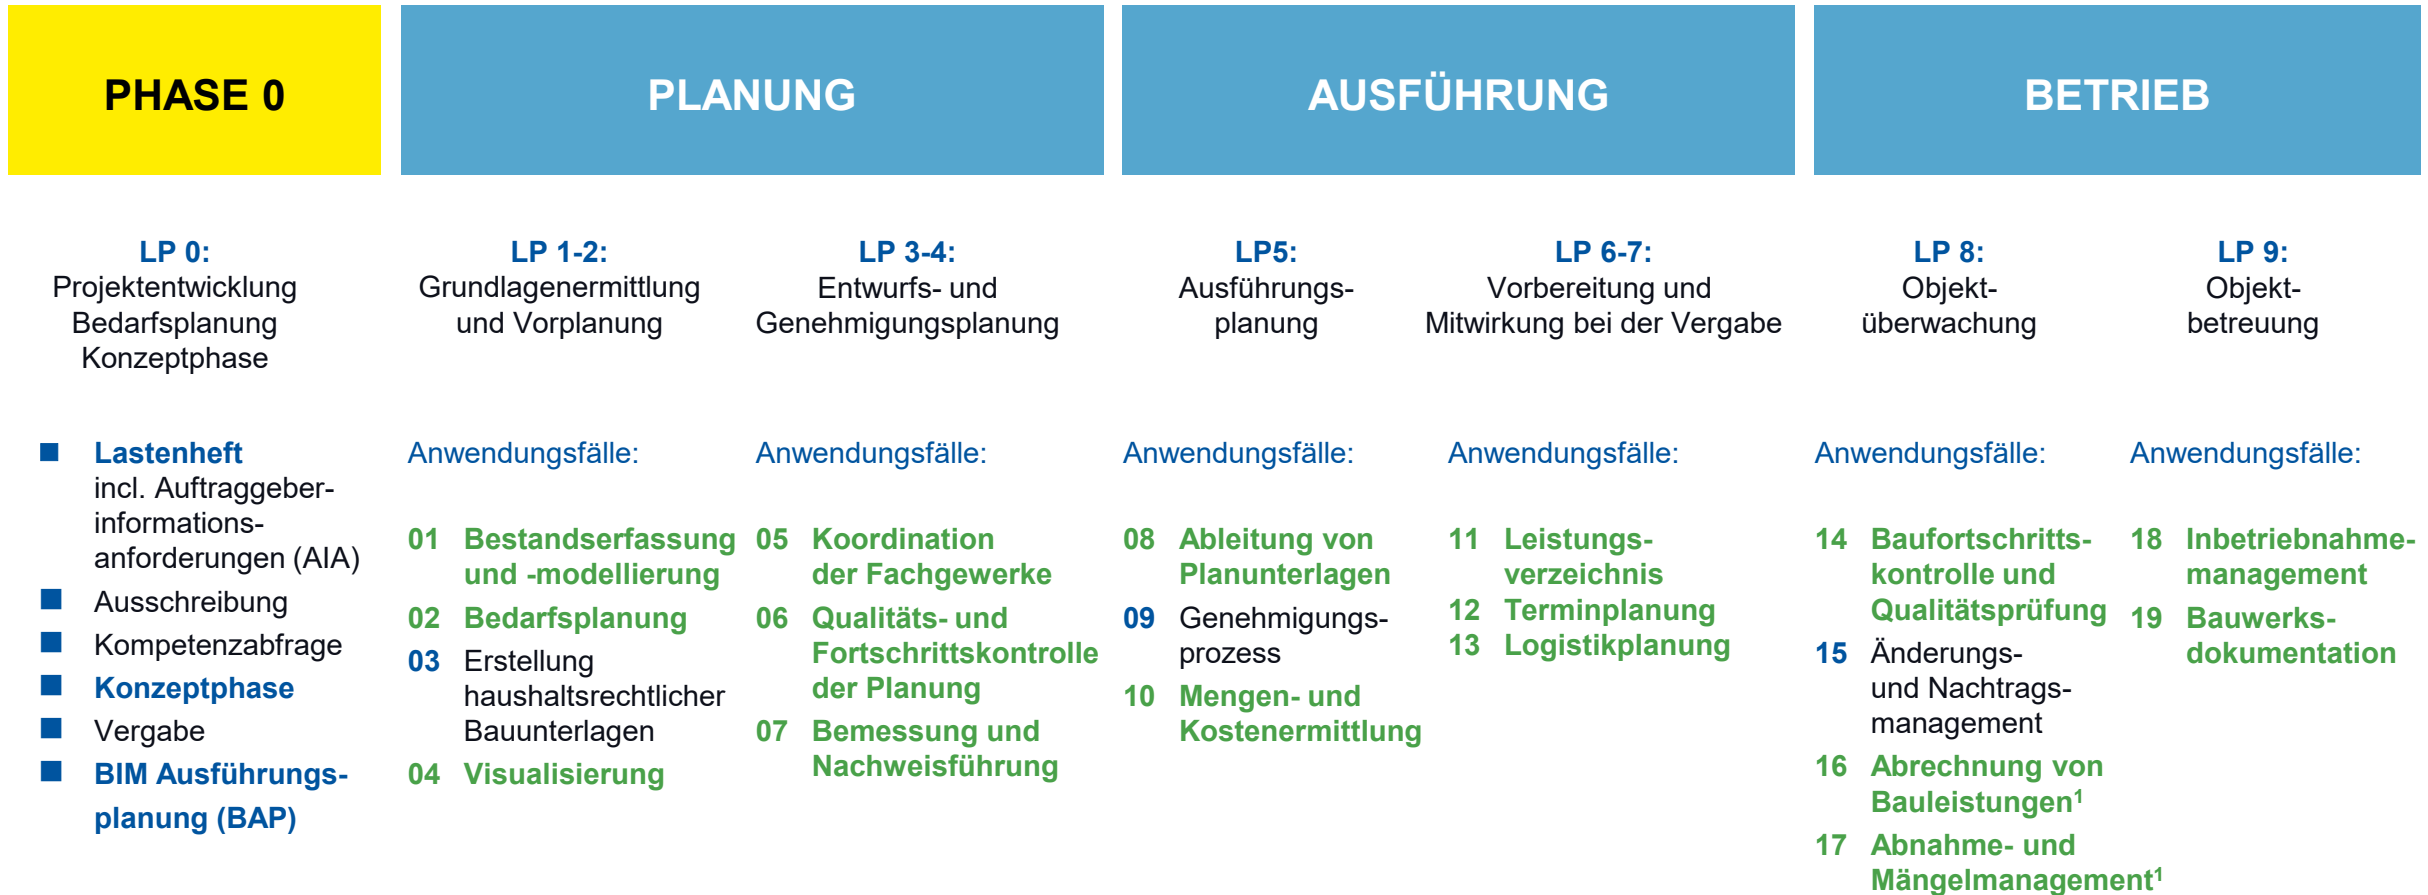 PHASE 0
PLANUNG
AUSFÜHRUNG
BETRIEB
LP 0:
Projektentwicklung
Bedarfsplanung
Konzeptphase
LP 1-2:
Grundlagenermittlung
und Vorplanung
LP 3-4:
Entwurfs- und
Genehmigungsplanung
LP5:
Ausführungs-
planung
LP 6-7:
Vorbereitung und
Mitwirkung bei der Vergabe
LP 8:
Objekt-
überwachung
LP 9:
Objekt-
betreuung
■ Lastenheft
incl. Auftraggeber-
informations-
anforderungen (AIA)
■ Ausschreibung
■ Kompetenzabfrage
■ Konzeptphase
■ Vergabe
■ BIM Ausführungs-
planung (BAP)
Anwendungsfälle:
01 Bestandserfassung
und -modellierung
02 Bedarfsplanung
03 Erstellung
haushaltsrechtlicher
Bauunterlagen
04 Visualisierung
Anwendungsfälle:
05 Koordination
der Fachgewerke
06 Qualitäts- und
Fortschrittskontrolle
der Planung
07 Bemessung und
Nachweisführung
Anwendungsfälle:
08 Ableitung von
Planunterlagen
09 Genehmigungs-
prozess
10 Mengen- und
Kostenermittlung
Anwendungsfälle:
11 Leistungs-
verzeichnis
12 Terminplanung
13 Logistikplanung
Anwendungsfälle:
14 Baufortschritts-
kontrolle und
Qualitätsprüfung
15 Änderungs-
und Nachtrags-
management
16 Abrechnung von
Bauleistungen¹
17 Abnahme- und
Mängelmanagement¹
Anwendungsfälle:
18 Inbetriebnahme-
management
19 Bauwerks-
dokumentation